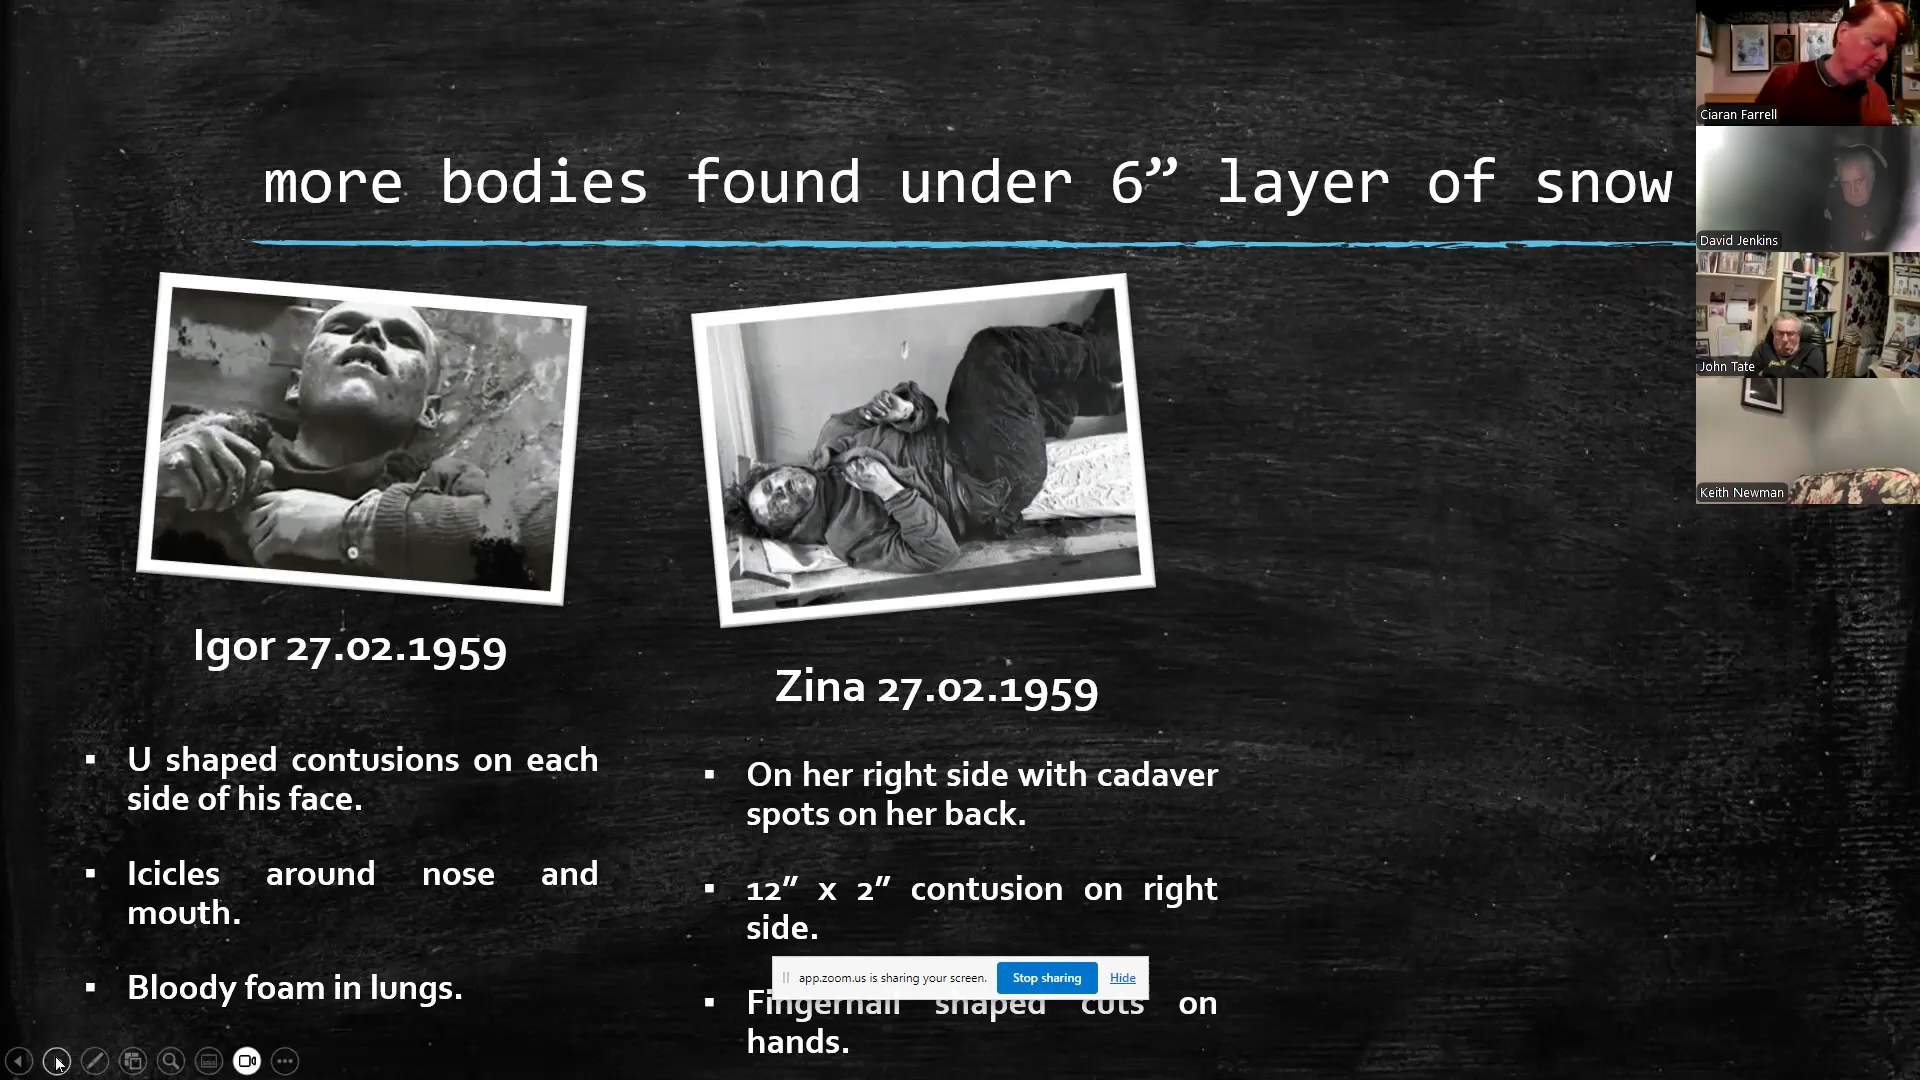 more bodies found under 6” layer of snow
Igor 27.02.1959
U shaped contusions on each
side of his face.
Icicles around nose and
mouth.
Bloody foam in lungs.
Zina 27.02.1959
On her right side with cadaver
spots on her back.
12” x 2” contusion on right
side.
Fingernail shaped cuts on
hands.
app.zoom.us is sharing your screen.
Stop sharing
Hide
Ciaran Farrell
David Jenkins
John Tate
Keith Newman